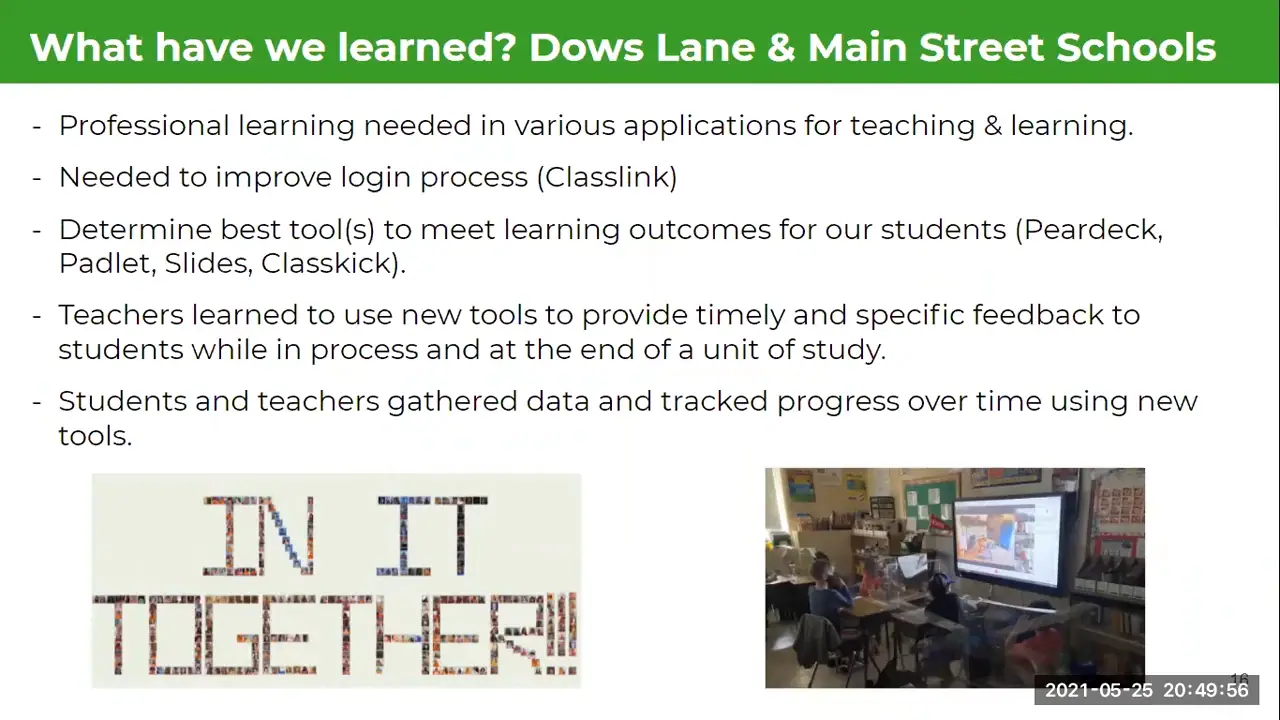 What have we learned? Dows Lane & Main Street Schools
- Professional learning needed in various applications for teaching & learning.
- Needed to improve login process (Classlink)
- Determine best tool(s) to meet learning outcomes for our students (Peardeck,
Padlet, Slides, Classkick).
- Teachers learned to use new tools to provide timely and specific feedback to
students while in process and at the end of a unit of study.
- Students and teachers gathered data and tracked progress over time using new
tools.
IN IT
TOGETHER!!!
16
2021-05-25 20:49:56